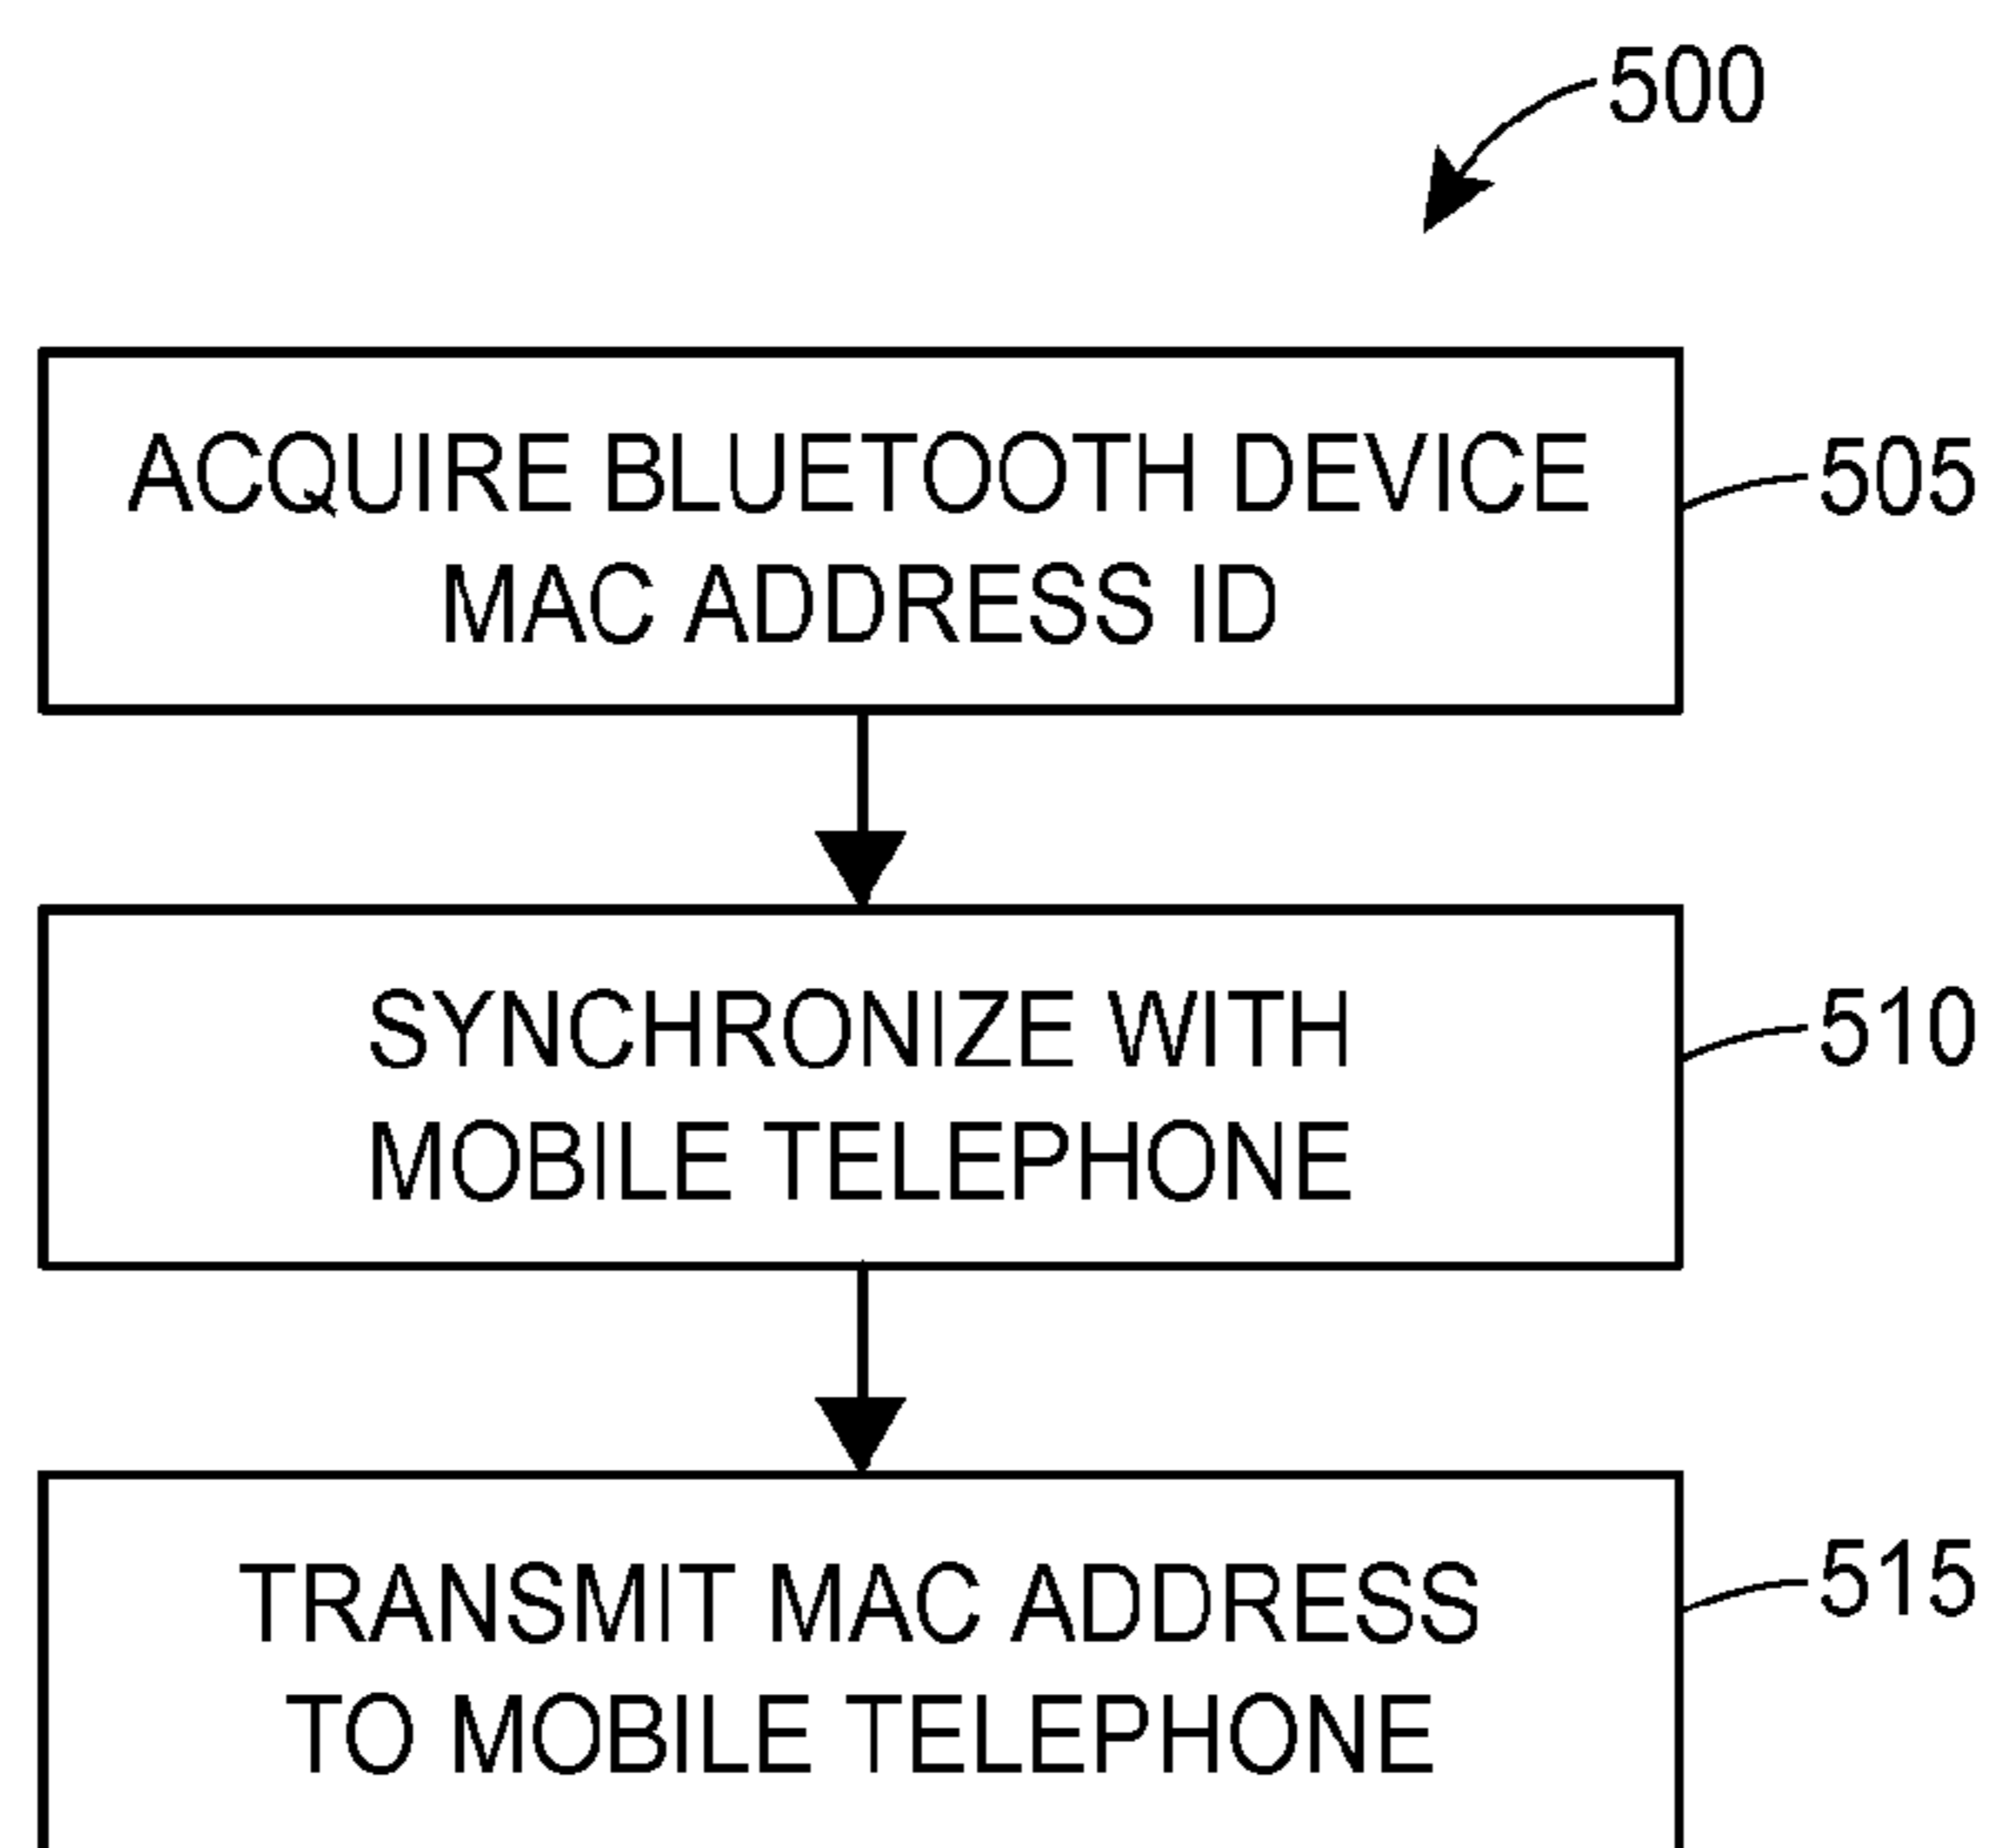 500
ACQUIRE BLUETOOTH DEVICE
MAC ADDRESS ID
505
SYNCHRONIZE WITH
MOBILE TELEPHONE
510
TRANSMIT MAC ADDRESS
TO MOBILE TELEPHONE
515